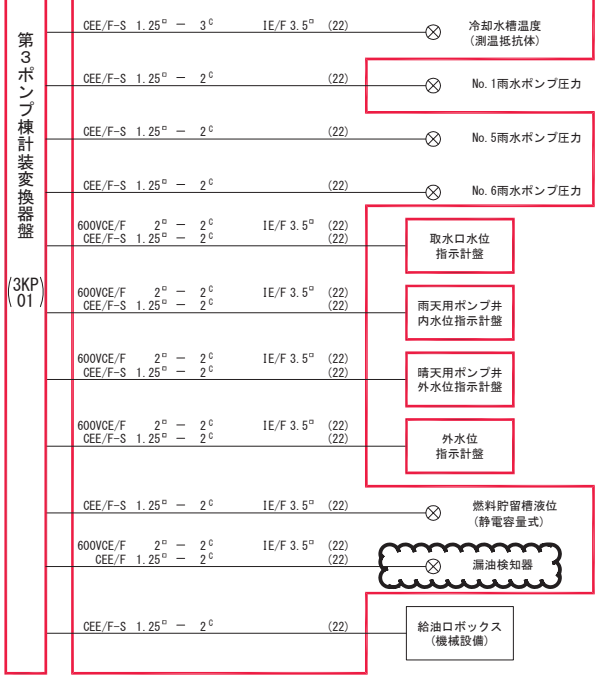 第3ポンプ棟計装変換器盤
(3KP 01)
CEE/F-S 1.25□ － 3C IE/F 3.5□ (22)
冷却水槽温度
(測温抵抗体)
CEE/F-S 1.25□ － 2C (22)
No.1雨水ポンプ圧力
CEE/F-S 1.25□ － 2C (22)
No.5雨水ポンプ圧力
CEE/F-S 1.25□ － 2C (22)
No.6雨水ポンプ圧力
600VCE/F 2□ － 2C IE/F 3.5□ (22)
CEE/F-S 1.25□ － 2C (22)
取水口水位
指示計盤
600VCE/F 2□ － 2C IE/F 3.5□ (22)
CEE/F-S 1.25□ － 2C (22)
雨天用ポンプ井
内水位指示計盤
600VCE/F 2□ － 2C IE/F 3.5□ (22)
CEE/F-S 1.25□ － 2C (22)
晴天用ポンプ井
外水位指示計盤
600VCE/F 2□ － 2C IE/F 3.5□ (22)
CEE/F-S 1.25□ － 2C (22)
外水位
指示計盤
CEE/F-S 1.25□ － 2C IE/F 3.5□ (22)
燃料貯留槽液位
(静電容量式)
600VCE/F 2□ － 2C IE/F 3.5□ (22)
CEE/F 1.25□ － 2C (22)
漏油検知器
CEE/F-S 1.25□ － 2C (22)
給油口ボックス
(機械設備)